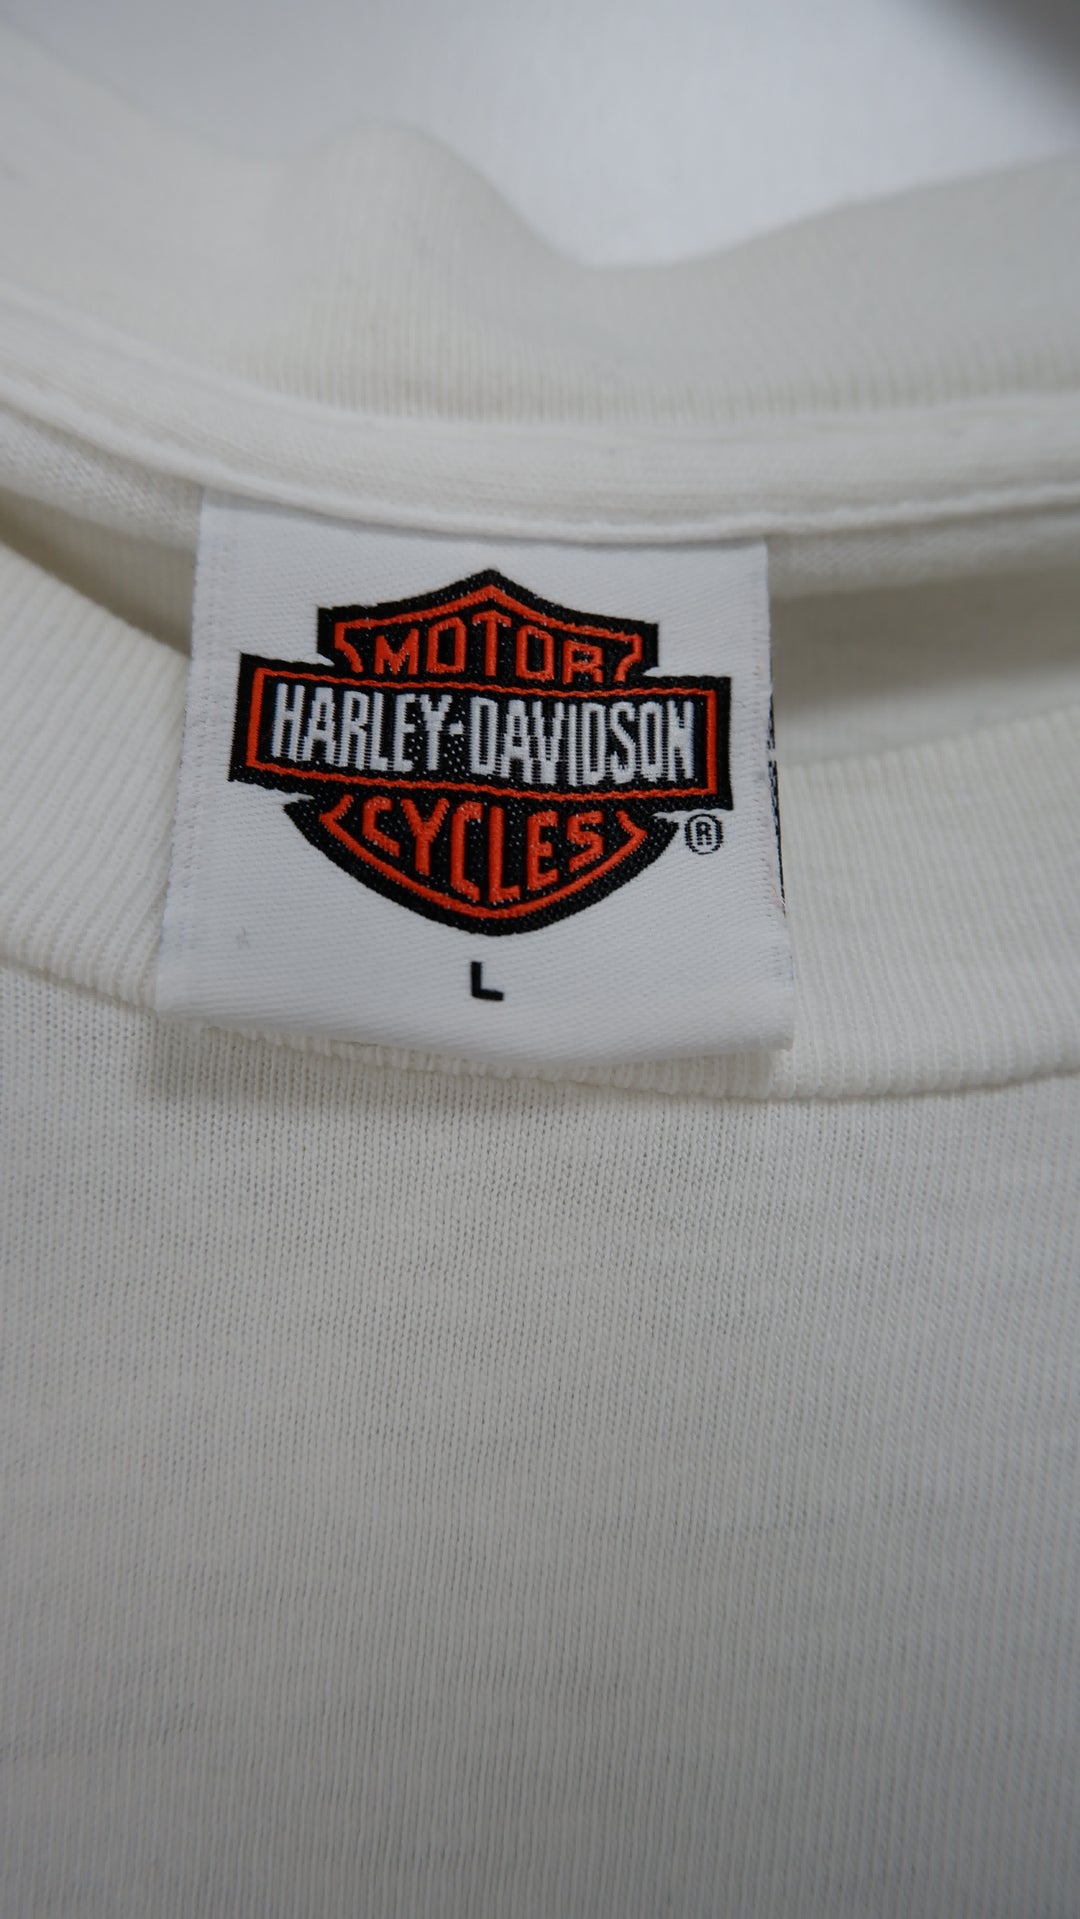 MOTOR
HARLEY-DAVIDSON
CYCLES
®
L